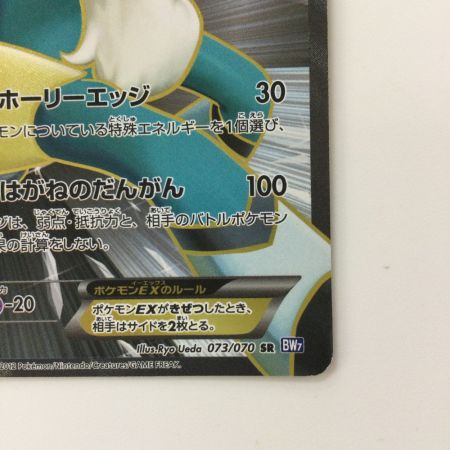 ホーリーエッジ 30
モンについている特殊エネルギーを1個選び、
はがねのだんがん 100
ジは、弱点・抵抗力と、相手のバトルポケモン
果の計算をしない。
-20
ポケモンEXのルール
ポケモンEXがきぜつしたとき、
相手はサイドを2枚とる。
Illus.Ryo Ueda 073/070 SR BW7
2012 Pokémon/Nintendo/Creatures/GAME FREAK.